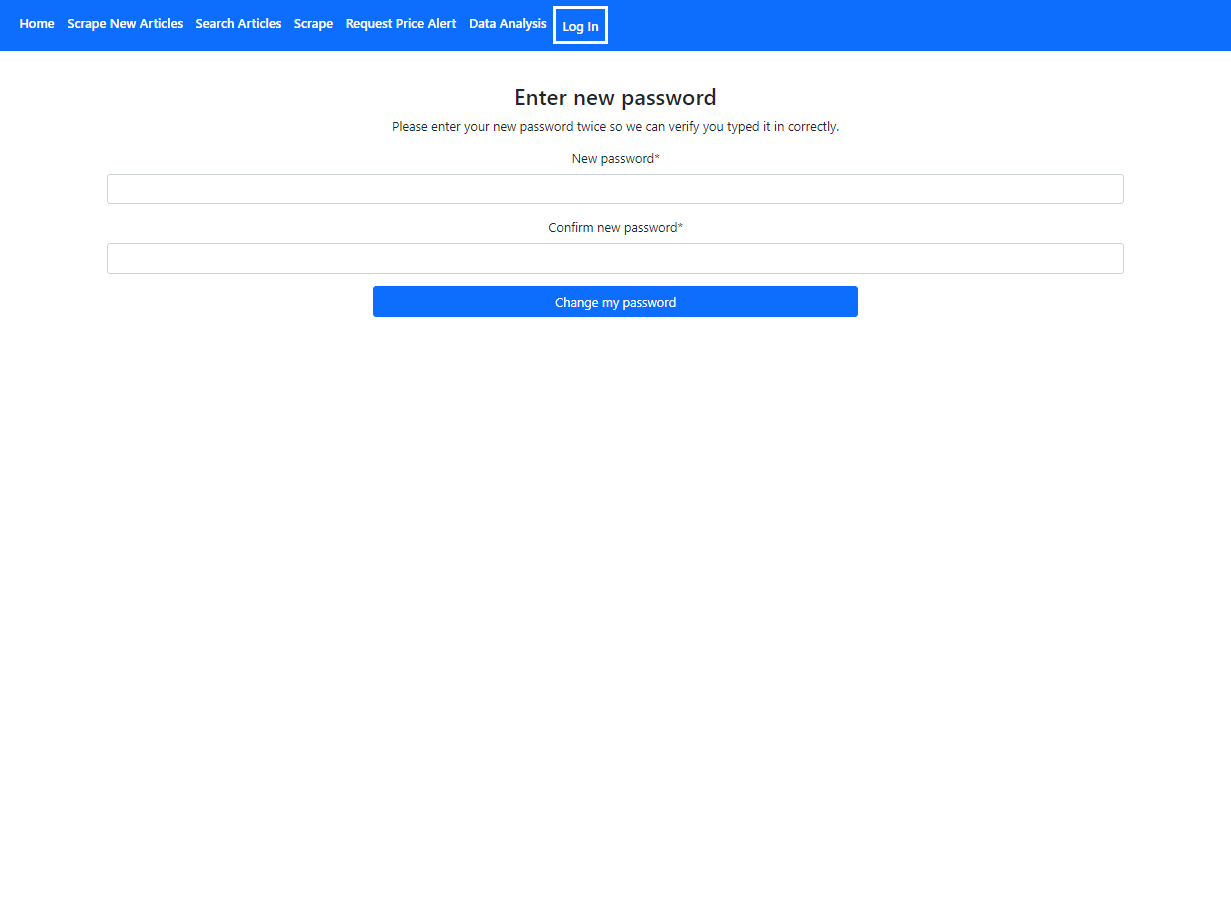 Home Scrape New Articles Search Articles Scrape Request Price Alert Data Analysis Log In
Enter new password
Please enter your new password twice so we can verify you typed it in correctly.
New password*
Confirm new password*
Change my password